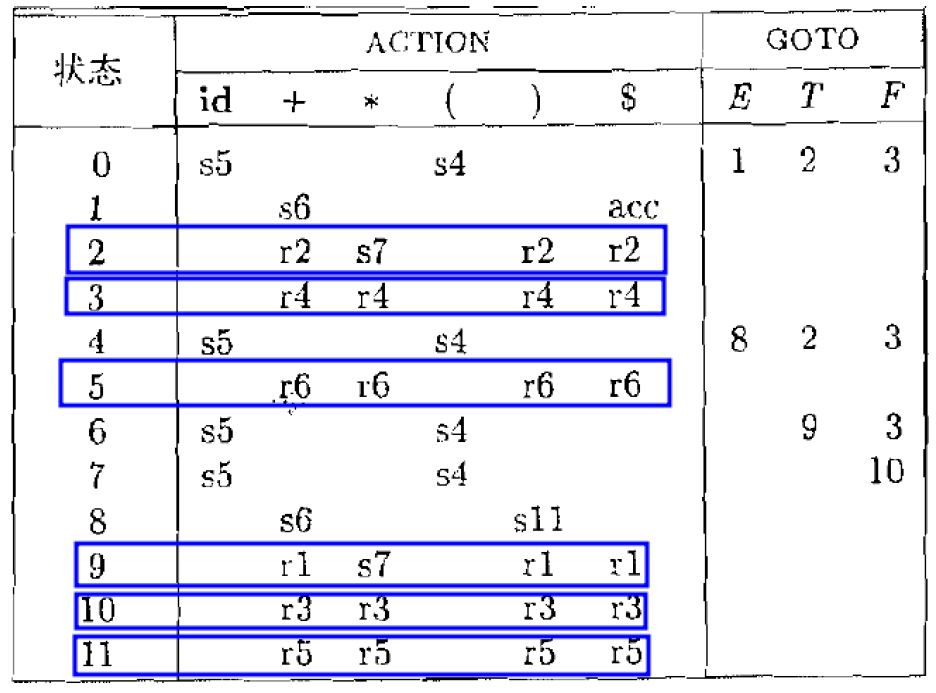 状态 ACTION GOTO
id + * ( ) $ E T F
0 s5 s4 1 2 3
1 s6 acc
2 r2 s7 r2 r2
3 r4 r4 r4 r4
4 s5 s4 8 2 3
5 r6 r6 r6 r6
6 s5 s4 9 3
7 s5 s4 10
8 s6 s11
9 r1 s7 r1 r1
10 r3 r3 r3 r3
11 r5 r5 r5 r5